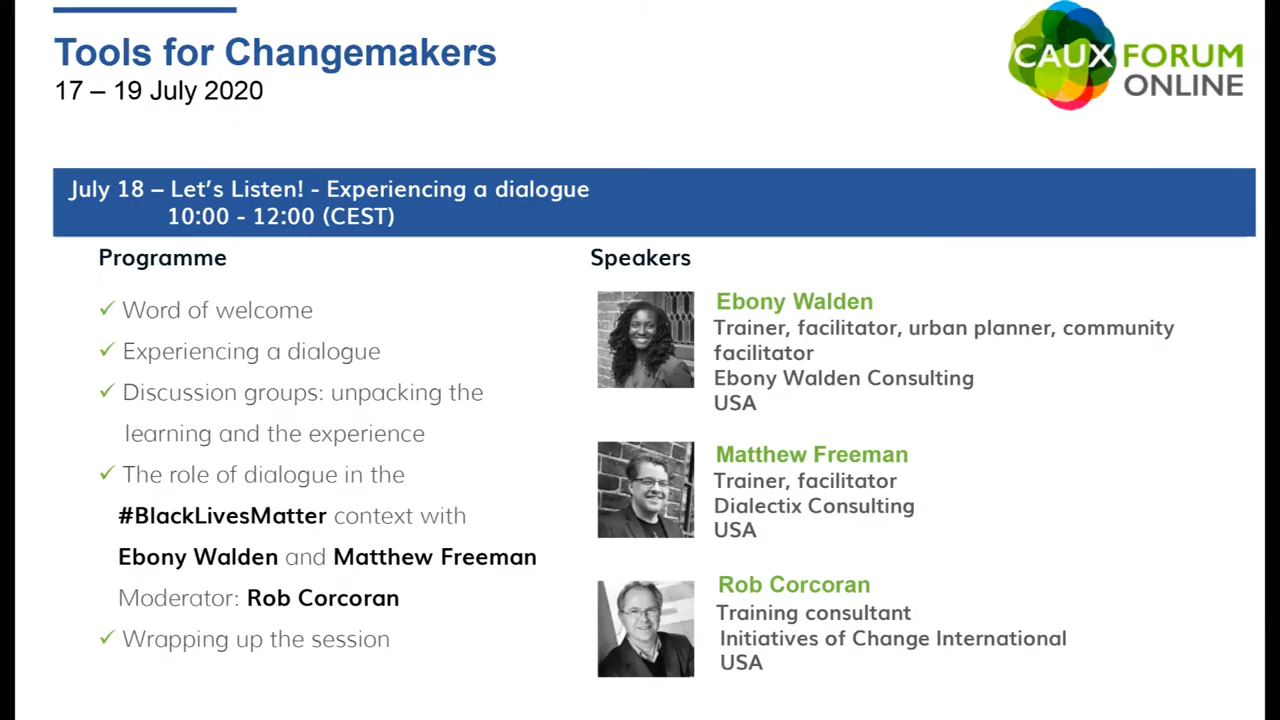 Tools for Changemakers
17 – 19 July 2020
CAUX FORUM
ONLINE
July 18 – Let’s Listen! - Experiencing a dialogue
10:00 - 12:00 (CEST)
Programme
✓ Word of welcome
✓ Experiencing a dialogue
✓ Discussion groups: unpacking the
learning and the experience
✓ The role of dialogue in the
#BlackLivesMatter context with
Ebony Walden and Matthew Freeman
Moderator: Rob Corcoran
✓ Wrapping up the session
Speakers
Ebony Walden
Trainer, facilitator, urban planner, community
facilitator
Ebony Walden Consulting
USA
Matthew Freeman
Trainer, facilitator
Dialectix Consulting
USA
Rob Corcoran
Training consultant
Initiatives of Change International
USA